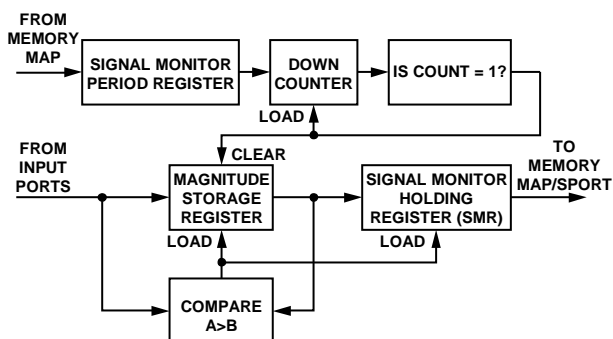 FROM
MEMORY
MAP
SIGNAL MONITOR
PERIOD REGISTER
DOWN
COUNTER
IS COUNT = 1?
LOAD
FROM
INPUT
PORTS
CLEAR
MAGNITUDE
STORAGE
REGISTER
LOAD
SIGNAL MONITOR
HOLDING
REGISTER (SMR)
LOAD
TO
MEMORY
MAP/SPORT
COMPARE
A>B